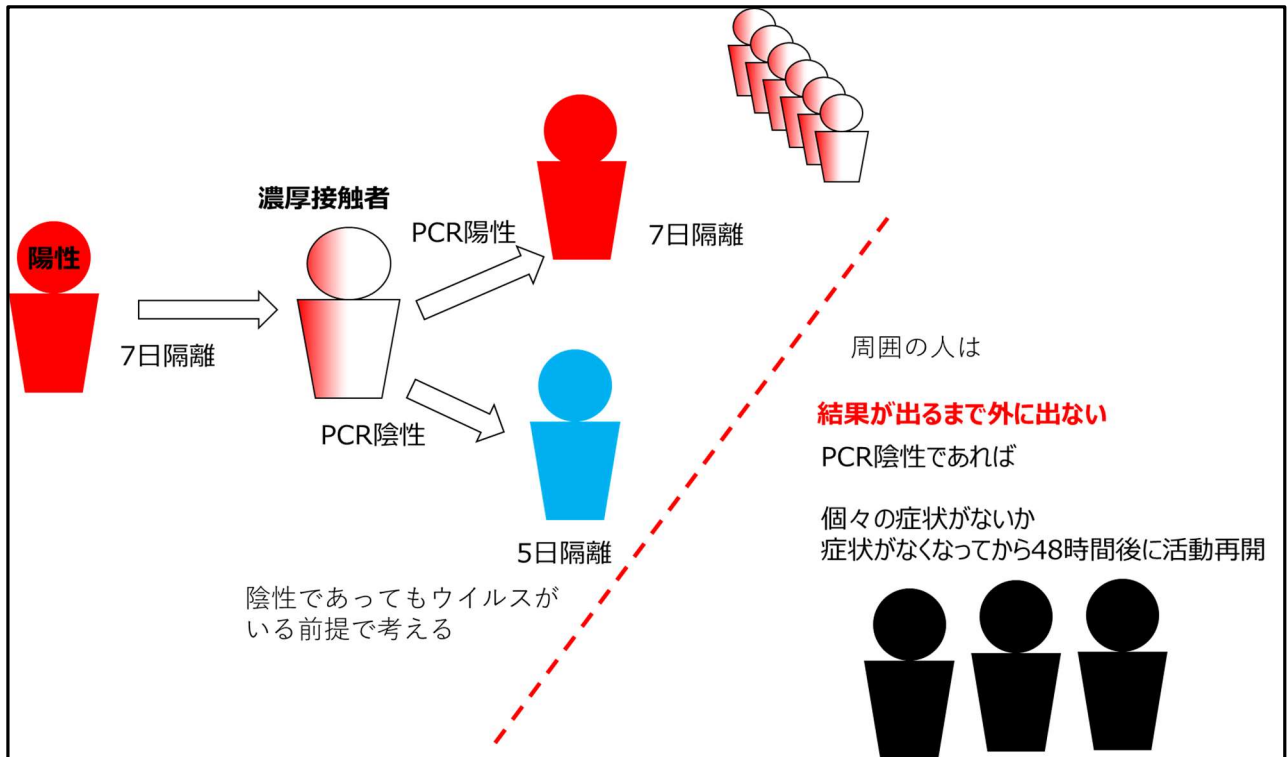 陽性
7日隔離
濃厚接触者
PCR陽性
7日隔離
PCR陰性
5日隔離
陰性であってもウイルスが
いる前提で考える
周囲の人は
結果が出るまで外に出ない
PCR陰性であれば
個々の症状がないか
症状がなくなってから48時間後に活動再開